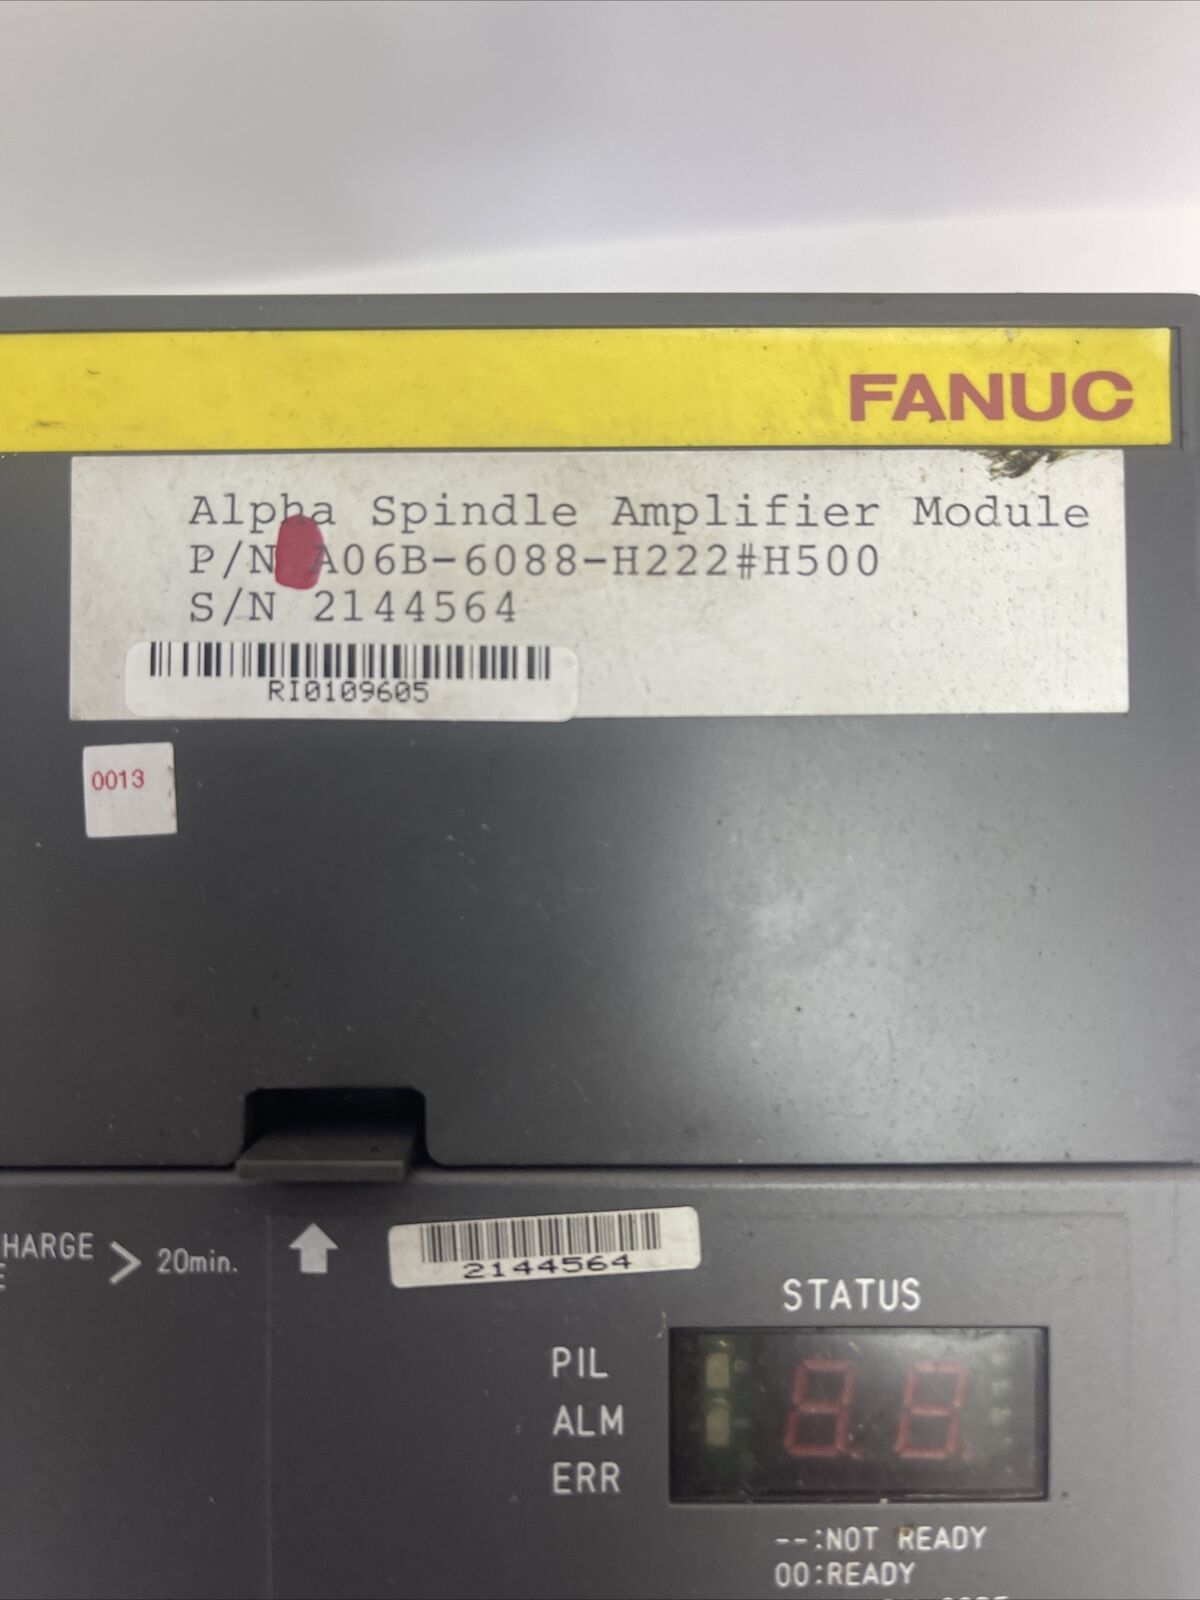 FANUC
Alpha Spindle Amplifier Module
P/N A06B-6088-H222#H500
S/N 2144564
RI0109605
0013
HARGE > 20min.
2144564
STATUS
PIL
ALM
ERR
--:NOT READY
00:READY